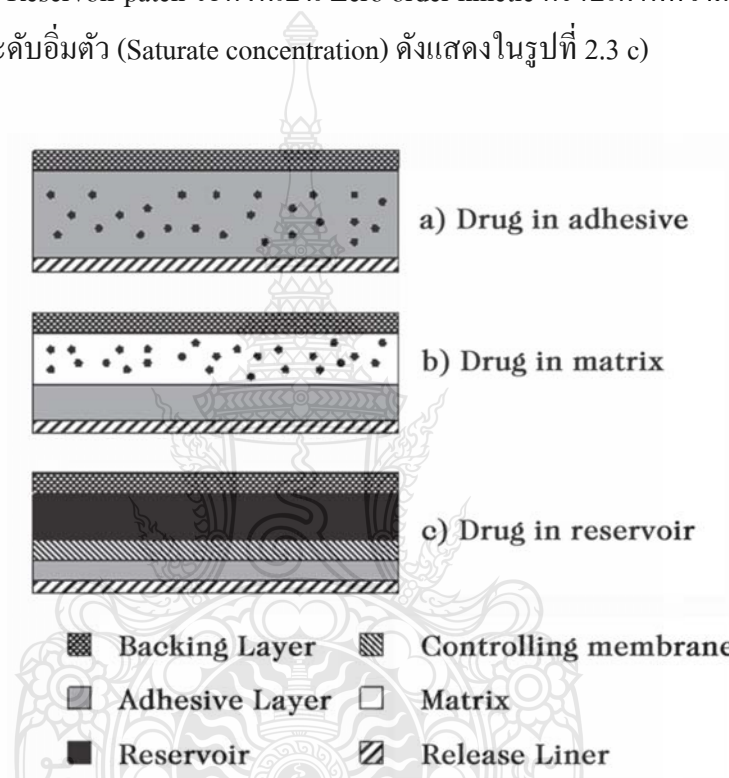 Reservoir patch
ะดับอิ่มตัว (Saturate concentration) ดังแสดงในรูปที่ 2.3 c)
a) Drug in adhesive
b) Drug in matrix
c) Drug in reservoir
Backing Layer Controlling membrane
Adhesive Layer Matrix
Reservoir Release Liner